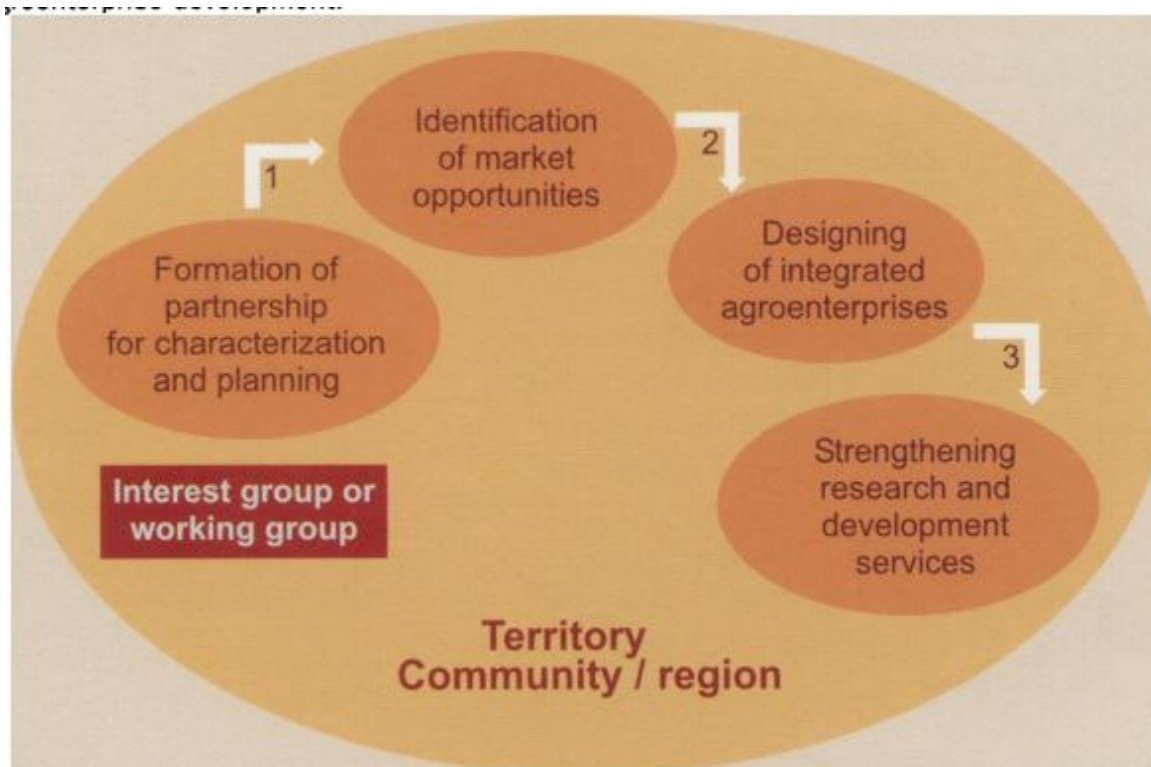 Identification
of market
opportunities
1
2
Formation of
partnership
for characterization
and planning
Designing
of integrated
agroenterprises
3
Interest group or
working group
Strengthening
research and
development
services
Territory
Community / region